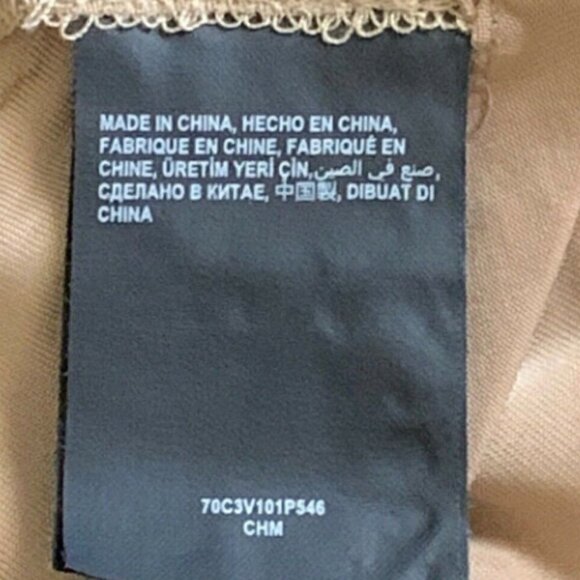 MADE IN CHINA, HECHO EN CHINA,
FABRIQUE EN CHINE, FABRIQUÉ EN
CHINE, ÜRETİM YERİ ÇİN,صنع في الصين,
СДЕЛАНО В КИТАЕ, 中国製, DIBUAT DI
CHINA
70C3V101P546
CHM